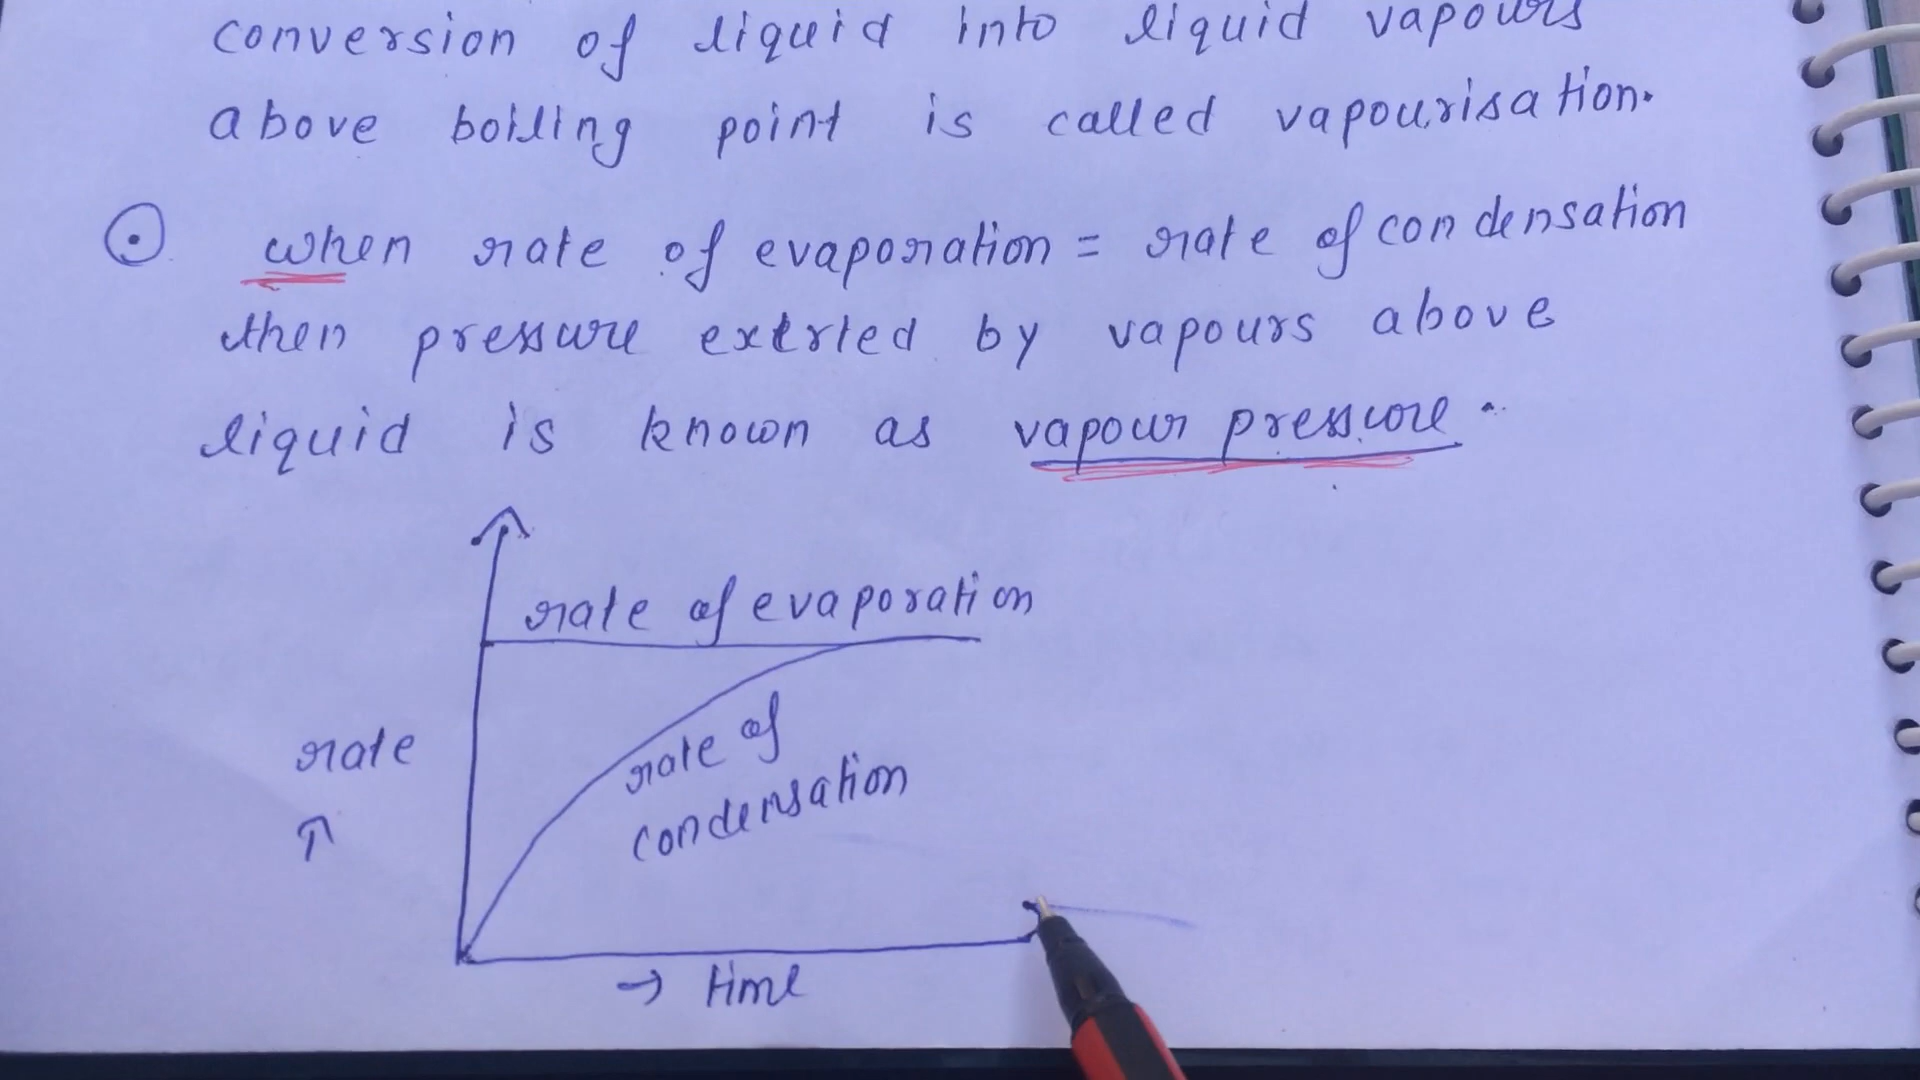 conversion of liquid into liquid vapours
above boiling point is called vapourisation.
when rate of evaporation = rate of condensation
then pressure exerted by vapours above
liquid is known as vapour pressure.
rate of evaporation
rate of
condensation
rate
↑
→ time